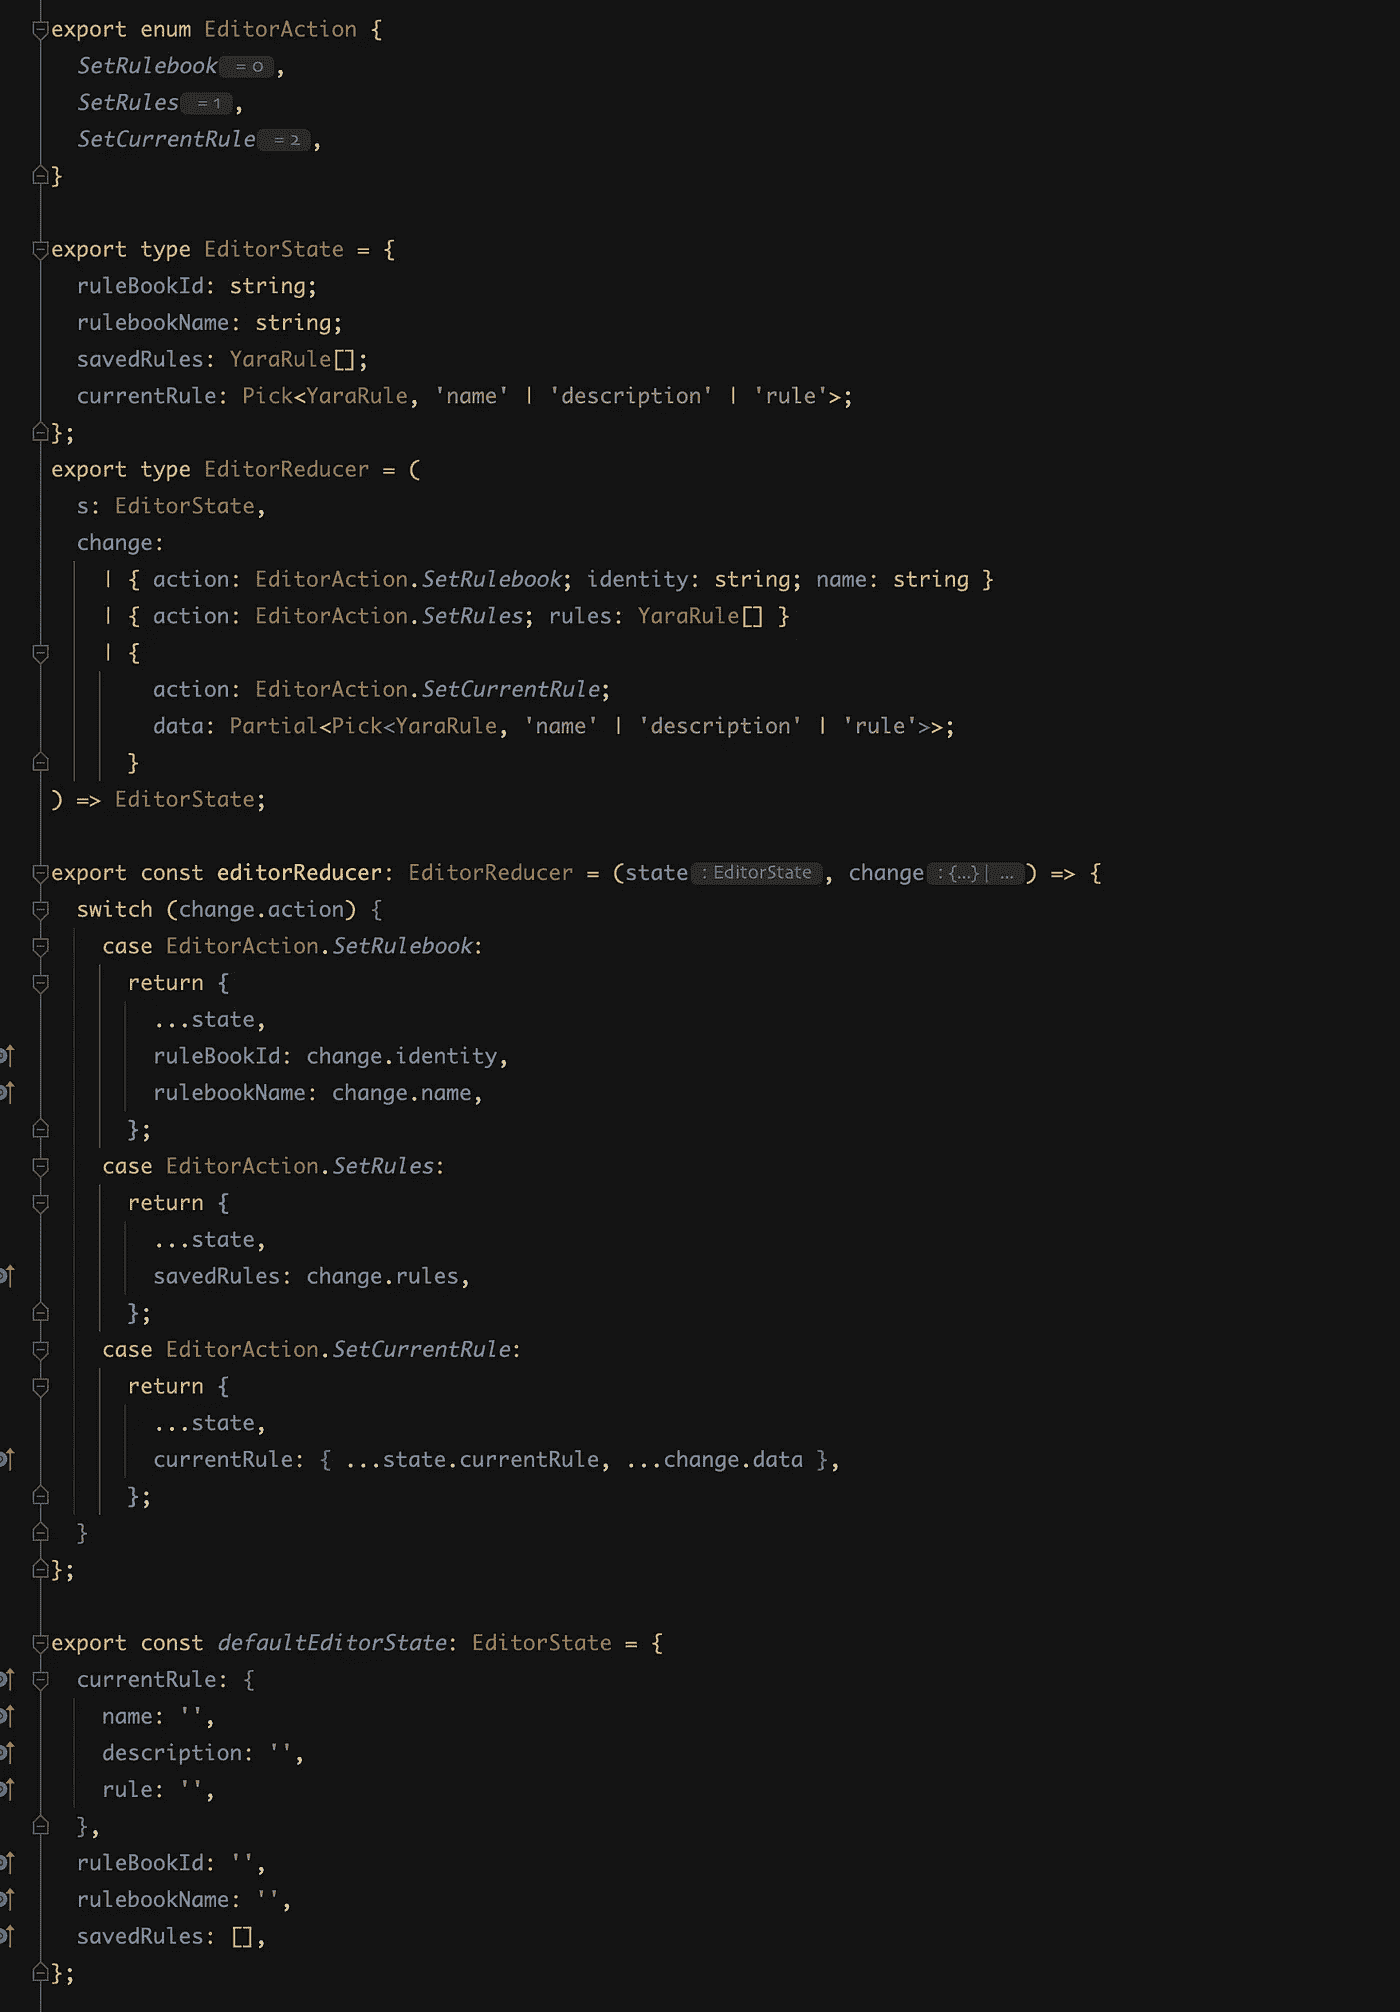 export enum EditorAction {
  SetRulebook = 0,
  SetRules = 1,
  SetCurrentRule = 2,
}
export type EditorState = {
  ruleBookId: string;
  rulebookName: string;
  savedRules: YaraRule[];
  currentRule: Pick<YaraRule, 'name' | 'description' | 'rule'>;
};
export type EditorReducer = (
  s: EditorState,
  change:
    | { action: EditorAction.SetRulebook; identity: string; name: string }
    | { action: EditorAction.SetRules; rules: YaraRule[] }
    | {
        action: EditorAction.SetCurrentRule;
        data: Partial<Pick<YaraRule, 'name' | 'description' | 'rule'>>;
      }
) => EditorState;
export const editorReducer: EditorReducer = (state : EditorState , change : {...} | ... ) => {
  switch (change.action) {
    case EditorAction.SetRulebook:
      return {
        ...state,
        ruleBookId: change.identity,
        rulebookName: change.name,
      };
    case EditorAction.SetRules:
      return {
        ...state,
        savedRules: change.rules,
      };
    case EditorAction.SetCurrentRule:
      return {
        ...state,
        currentRule: { ...state.currentRule, ...change.data },
      };
  }
};
export const defaultEditorState: EditorState = {
  currentRule: {
    name: '',
    description: '',
    rule: '',
  },
  ruleBookId: '',
  rulebookName: '',
  savedRules: [],
};